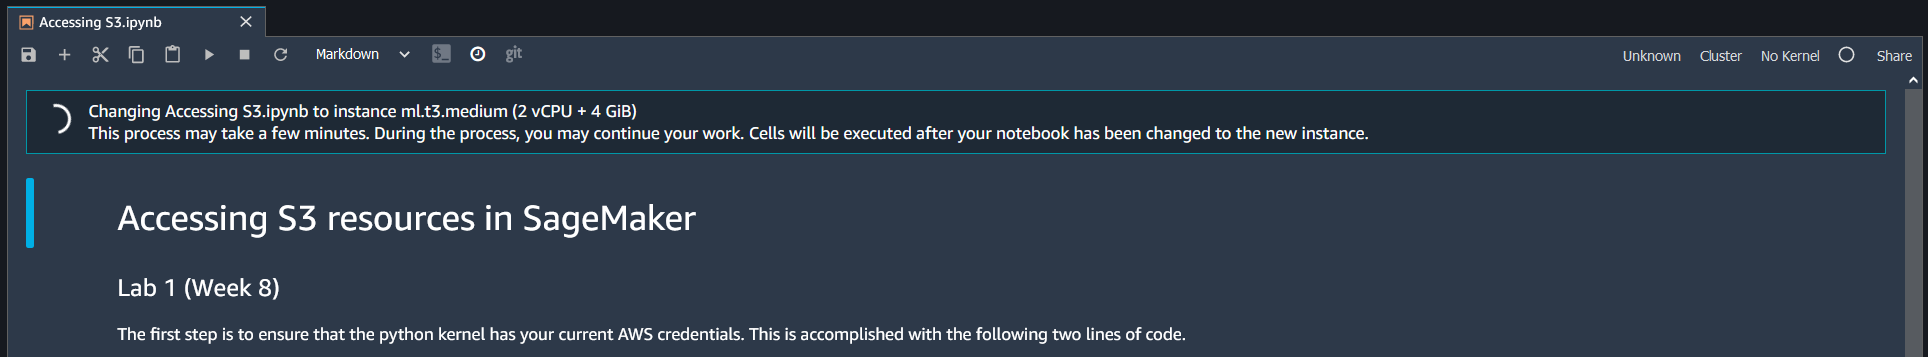 Accessing S3.ipynb
Markdown
$_
git
Unknown
Cluster
No Kernel
Share
Changing Accessing S3.ipynb to instance ml.t3.medium (2 vCPU + 4 GiB)
This process may take a few minutes. During the process, you may continue your work. Cells will be executed after your notebook has been changed to the new instance.
Accessing S3 resources in SageMaker
Lab 1 (Week 8)
The first step is to ensure that the python kernel has your current AWS credentials. This is accomplished with the following two lines of code.